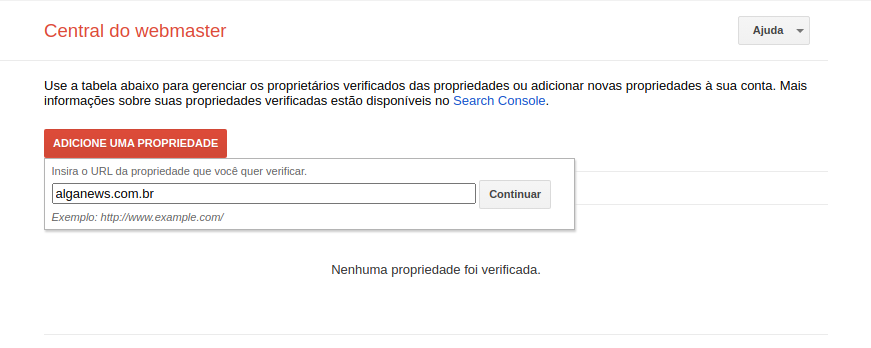 Central do webmaster
Ajuda
Use a tabela abaixo para gerenciar os proprietários verificados das propriedades ou adicionar novas propriedades à sua conta. Mais
informações sobre suas propriedades verificadas estão disponíveis no Search Console.
ADICIONE UMA PROPRIEDADE
Insira o URL da propriedade que você quer verificar.
alganews.com.br
Continuar
Exemplo: http://www.example.com/
Nenhuma propriedade foi verificada.